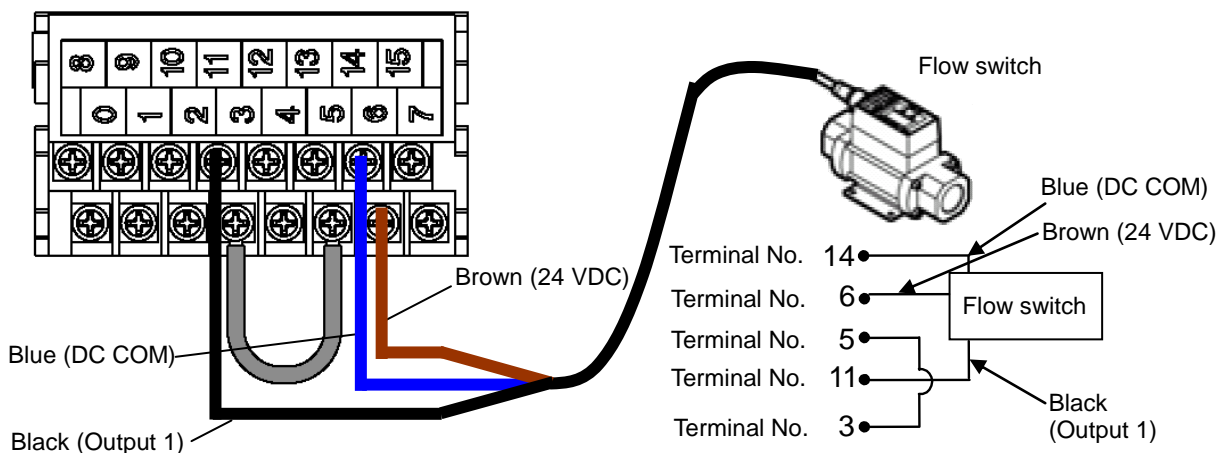 8 9 10 11 12 13 14 15
0 1 2 3 4 5 6 7
Flow switch
Blue (DC COM)
Brown (24 VDC)
Black (Output 1)
Blue (DC COM)
Brown (24 VDC)
Terminal No. 14
Terminal No. 6
Flow switch
Terminal No. 5
Terminal No. 11
Terminal No. 3
Black
(Output 1)